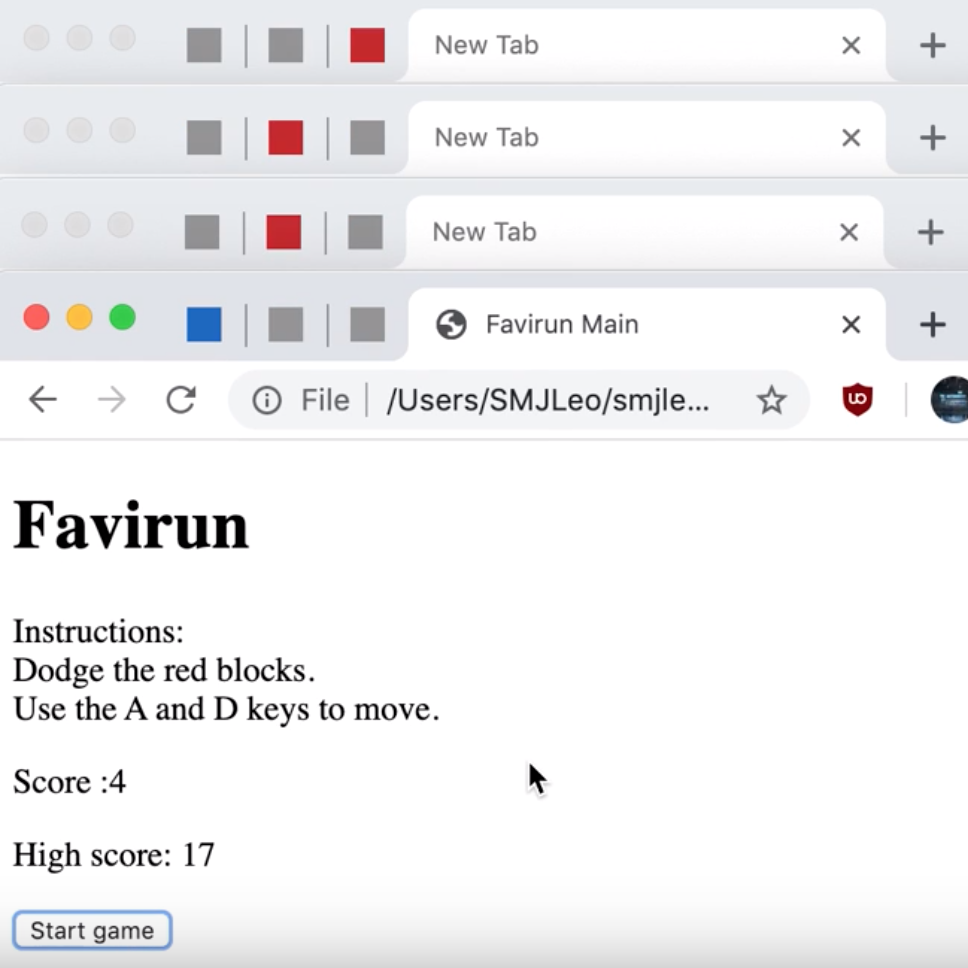 New Tab
New Tab
New Tab
Favirun Main
File /Users/SMJLeo/smjle...
Favirun
Instructions:
Dodge the red blocks.
Use the A and D keys to move.
Score :4
High score: 17
Start game